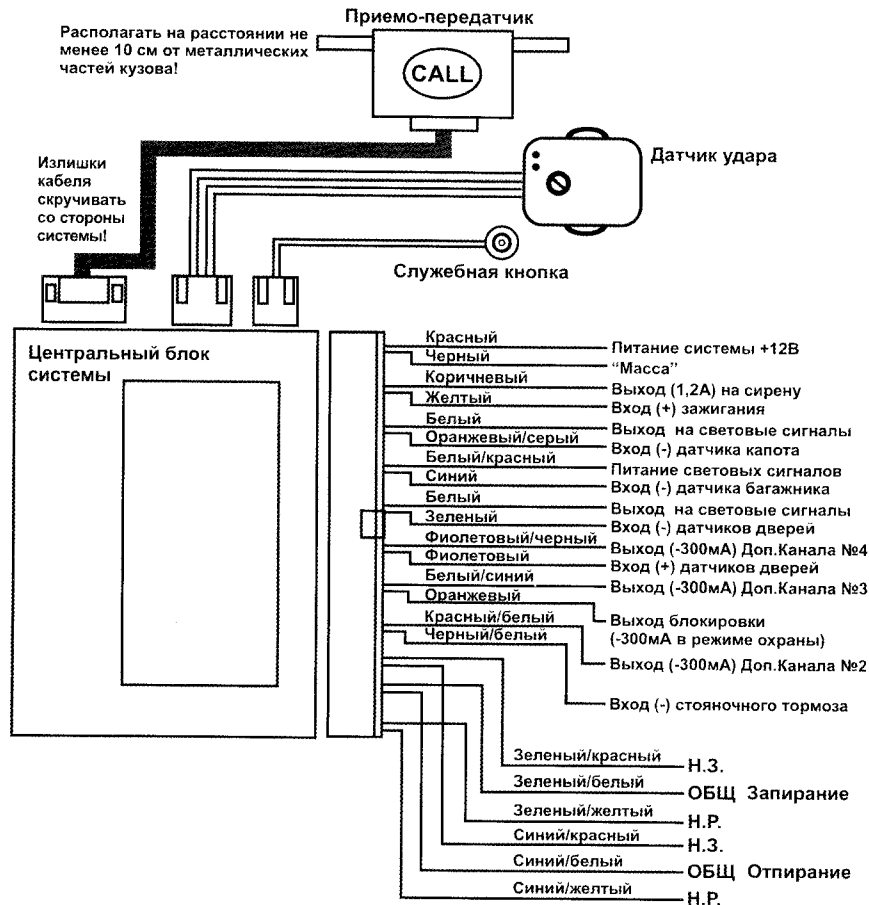 Приемо-передатчик
Располагать на расстоянии не
менее 10 см от металлических
частей кузова!
CALL
Датчик удара
Излишки
кабеля
скручивать
со стороны
системы!
Служебная кнопка
Центральный блок
системы
Красный
Питание системы +12В
Черный
“Масса”
Коричневый
Выход (1,2А) на сирену
Желтый
Вход (+) зажигания
Белый
Выход на световые сигналы
Оранжевый/серый
Вход (-) датчика капота
Белый/красный
Питание световых сигналов
Синий
Вход (-) датчика багажника
Белый
Выход на световые сигналы
Зеленый
Вход (-) датчиков дверей
Фиолетовый/черный
Выход (-300мА) Доп.Канала №4
Фиолетовый
Вход (+) датчиков дверей
Белый/синий
Выход (-300мА) Доп.Канала №3
Оранжевый
Выход блокировки
(-300мА в режиме охраны)
Красный/белый
Выход (-300мА) Доп.Канала №2
Черный/белый
Вход (-) стояночного тормоза
Зеленый/красный
Н.З.
Зеленый/белый
ОБЩ Запирание
Зеленый/желтый
Н.Р.
Синий/красный
Н.З.
Синий/белый
ОБЩ Отпирание
Синий/желтый
Н.Р.